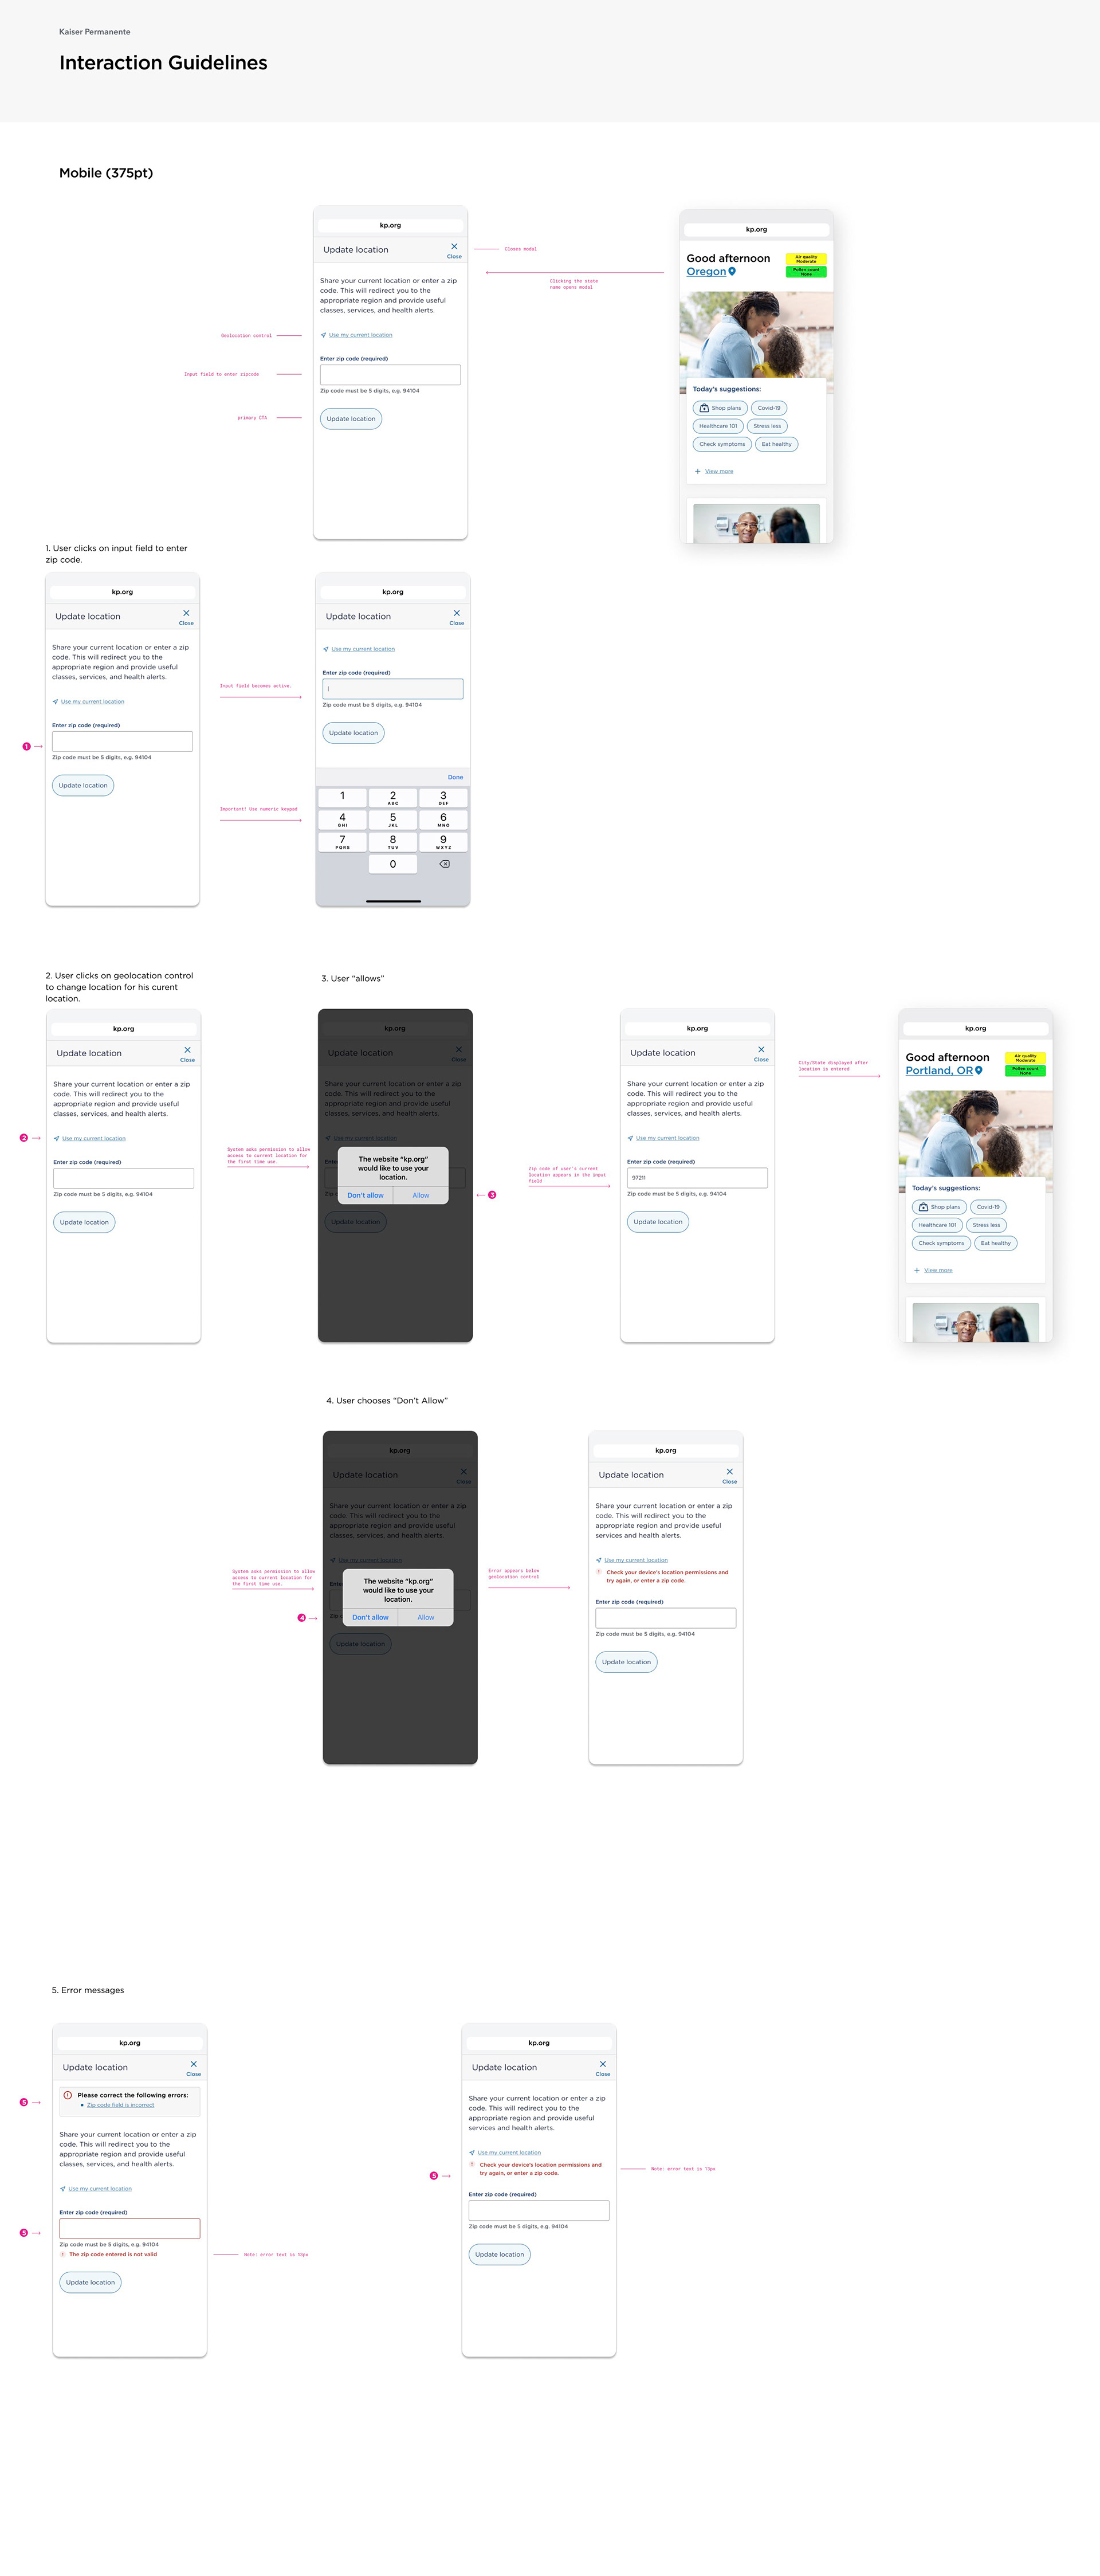 Kaiser Permanente
Interaction Guidelines
Mobile (375pt)
kp.org
Update location
Close
Share your current location or enter a zip
code. This will redirect you to the
appropriate region and provide useful
classes, services, and health alerts.
Use my current location
Enter zip code (required)
Zip code must be 5 digits, e.g. 94104
Update location
Geolocation control
Input field to enter zipcode
primary CTA
Closes modal
Clicking the state
name opens modal
kp.org
Good afternoon
Oregon
Air quality
Moderate
Pollen count
None
Today's suggestions:
Shop plans
Covid-19
Healthcare 101
Stress less
Check symptoms
Eat healthy
View more
1. User clicks on input field to enter
zip code.
kp.org
Update location
Close
Share your current location or enter a zip
code. This will redirect you to the
appropriate region and provide useful
classes, services, and health alerts.
Use my current location
Enter zip code (required)
1
Zip code must be 5 digits, e.g. 94104
Update location
Input field becomes active.
Important! Use numeric keypad
kp.org
Update location
Close
Use my current location
Enter zip code (required)
Zip code must be 5 digits, e.g. 94104
Update location
Done
1
2
ABC
3
DEF
4
GHI
5
JKL
6
MNO
7
PQRS
8
TUV
9
WXYZ
0
2. User clicks on geolocation control
to change location for his curent
location.
kp.org
Update location
Close
Share your current location or enter a zip
code. This will redirect you to the
appropriate region and provide useful
classes, services, and health alerts.
2
Use my current location
Enter zip code (required)
Zip code must be 5 digits, e.g. 94104
Update location
System asks permission to allow
access to current location for
the first time use.
3. User “allows”
kp.org
Update location
Close
Share your current location or enter a zip
code. This will redirect you to the
appropriate region and provide useful
classes, services, and health alerts.
Use my current location
The website “kp.org”
would like to use your
location.
Don't allow
Allow
Update location
3
Zip code of user's current
location appears in the input
field
kp.org
Update location
Close
Share your current location or enter a zip
code. This will redirect you to the
appropriate region and provide useful
classes, services, and health alerts.
Use my current location
Enter zip code (required)
97211
Zip code must be 5 digits, e.g. 94104
Update location
City/State displayed after
location is entered
kp.org
Good afternoon
Portland, OR
Air quality
Moderate
Pollen count
None
Today's suggestions:
Shop plans
Covid-19
Healthcare 101
Stress less
Check symptoms
Eat healthy
View more
4. User chooses “Don't Allow”
System asks permission to allow
access to current location for
the first time use.
4
kp.org
Update location
Close
Share your current location or enter a zip
code. This will redirect you to the
appropriate region and provide useful
classes, services, and health alerts.
Use my current location
The website “kp.org”
would like to use your
location.
Don't allow
Allow
Update location
Error appears below
geolocation control
kp.org
Update location
Close
Share your current location or enter a zip
code. This will redirect you to the
appropriate region and provide useful
services and health alerts.
Use my current location
Check your device's location permissions and
try again, or enter a zip code.
Enter zip code (required)
Zip code must be 5 digits, e.g. 94104
Update location
5. Error messages
kp.org
Update location
Close
5
Please correct the following errors:
Zip code field is incorrect
Share your current location or enter a zip
code. This will redirect you to the
appropriate region and provide useful
classes, services, and health alerts.
Use my current location
Enter zip code (required)
5
Zip code must be 5 digits, e.g. 94104
The zip code entered is not valid
Note: error text is 13px
Update location
kp.org
Update location
Close
Share your current location or enter a zip
code. This will redirect you to the
appropriate region and provide useful
services and health alerts.
Use my current location
5
Check your device's location permissions and
try again, or enter a zip code.
Note: error text is 13px
Enter zip code (required)
Zip code must be 5 digits, e.g. 94104
Update location